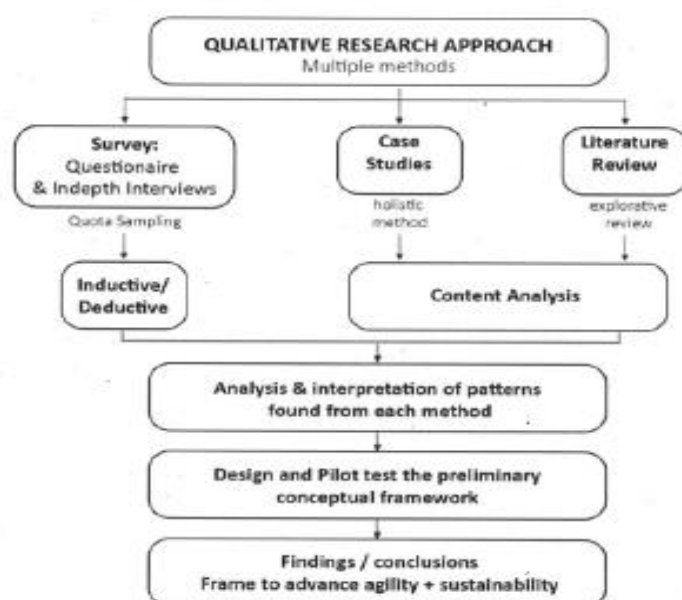 QUALITATIVE RESEARCH APPROACH
Multiple methods
Survey:
Questionaire
& Indepth Interviews
Case
Studies
Literature
Review
Quota Sampling
holistic
method
explorative
review
Inductive/
Deductive
Content Analysis
Analysis & interpretation of patterns
found from each method
Design and Pilot test the preliminary
conceptual framework
Findings / conclusions
Frame to advance agility + sustainability